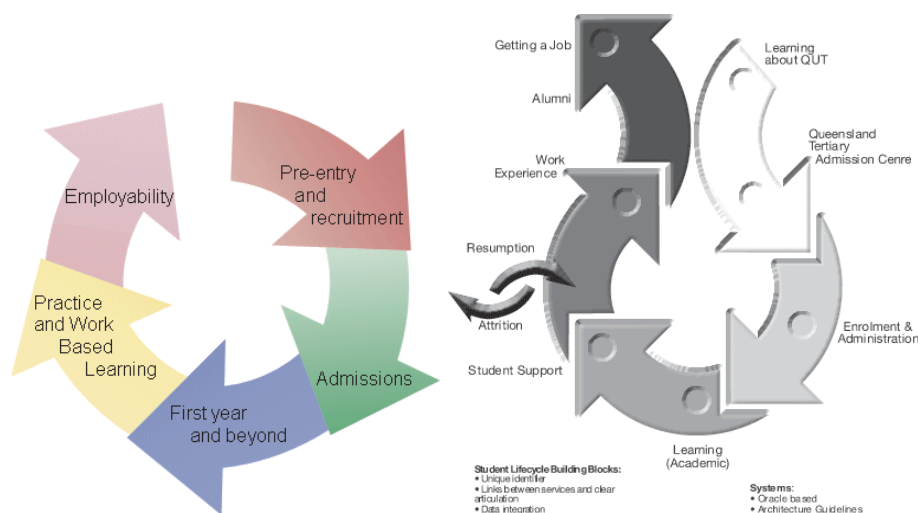 Pre-entry
and
recruitment
Admissions
First year
and beyond
Practice
and Work
Based
Learning
Employability
Getting a Job
Alumni
Work
Experience
Resumption
Attrition
Student Support
Learning
about QUT
Queensland
Tertiary
Admission Cenre
Enrolment &
Administration
Learning
(Academic)
Student Lifecycle Building Blocks:
• Unique identifier
• Links between services and clear
articulation
• Data integration
Systems:
• Oracle based
• Architecture Guidelines